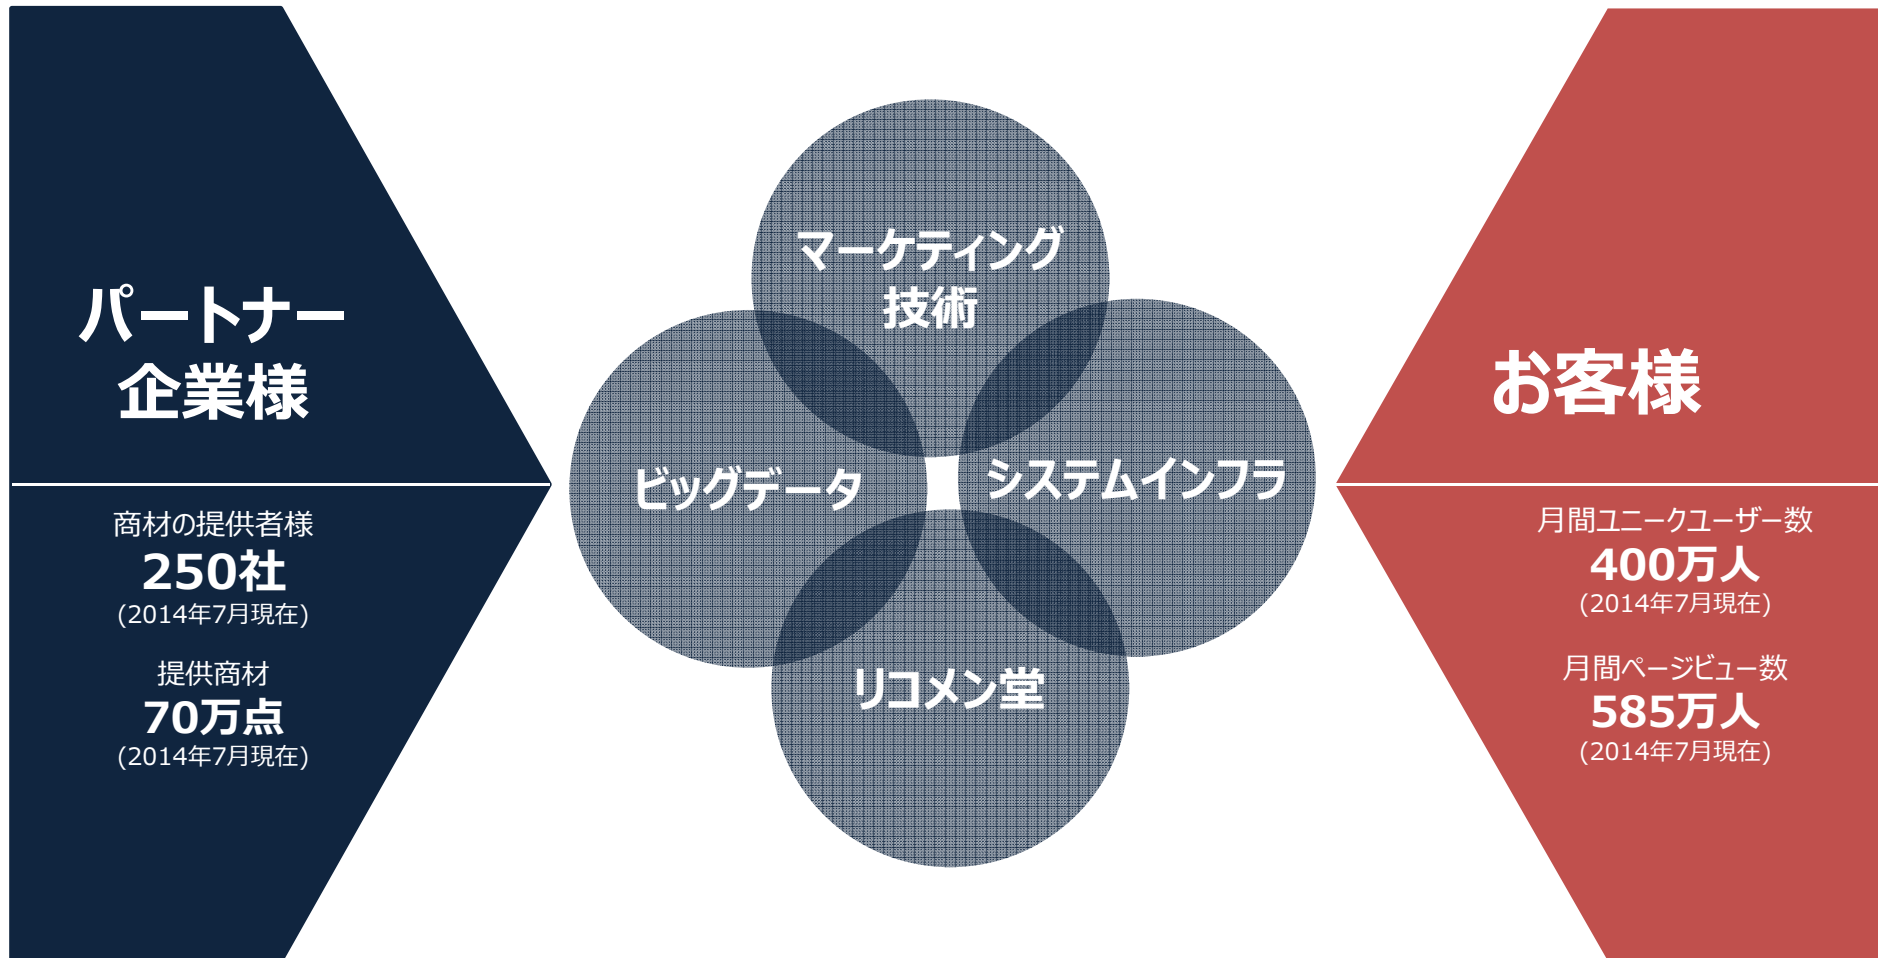 パートナー
企業様
商材の提供者様
250社
(2014年7月現在)
提供商材
70万点
(2014年7月現在)
マーケティング
技術
ビッグデータ
システムインフラ
リコメン堂
お客様
月間ユニークユーザー数
400万人
(2014年7月現在)
月間ページビュー数
585万人
(2014年7月現在)